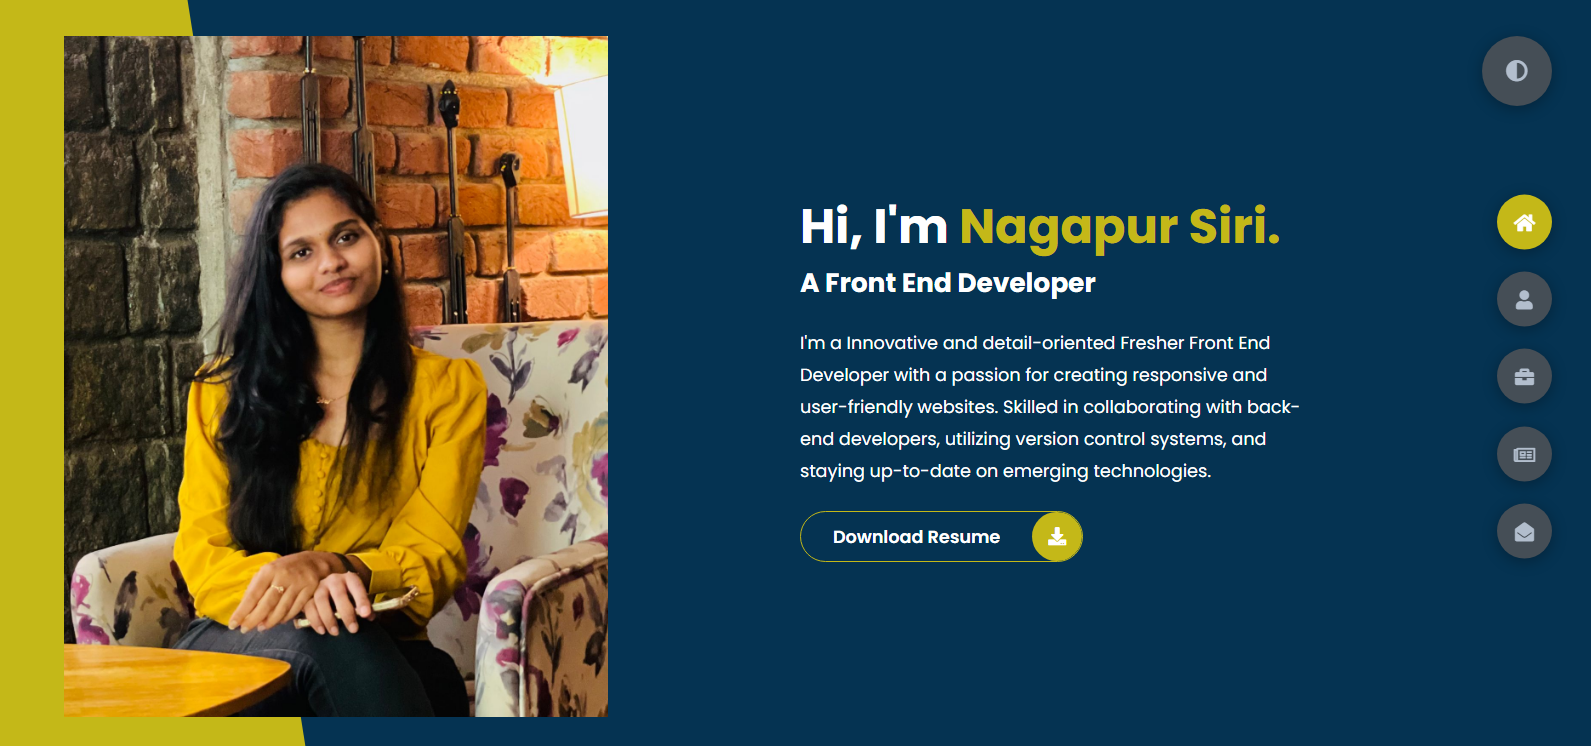 Hi, I'm Nagapur Siri.
A Front End Developer
I'm a Innovative and detail-oriented Fresher Front End
Developer with a passion for creating responsive and
user-friendly websites. Skilled in collaborating with back-
end developers, utilizing version control systems, and
staying up-to-date on emerging technologies.
Download Resume